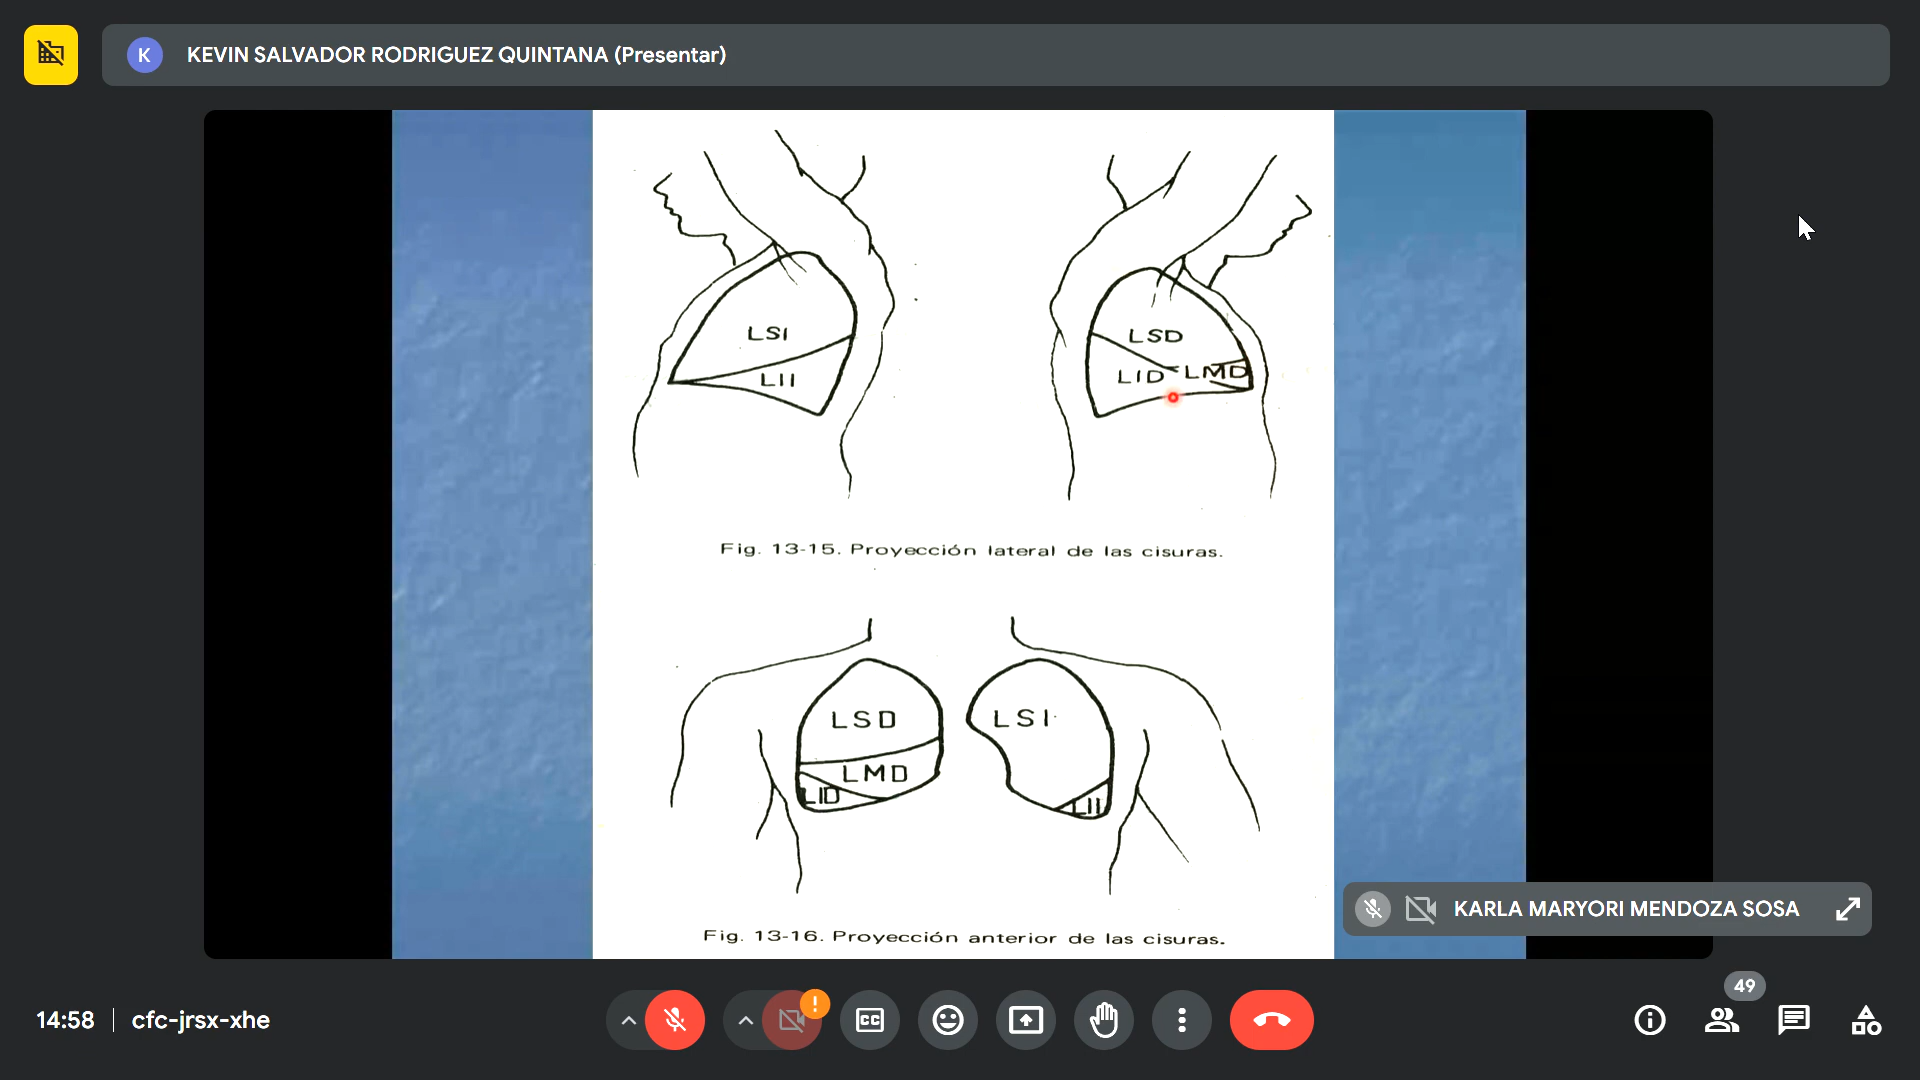 K KEVIN SALVADOR RODRIGUEZ QUINTANA (Presentar)
LSI
LII
LSD
LID
LMD
Fig. 13-15. Proyección lateral de las cisuras.
LSD
LMD
LID
LSI
LII
Fig. 13-16. Proyección anterior de las cisuras.
KARLA MARYORI MENDOZA SOSA
14:58 cfc-jrsx-xhe
!
CC
49